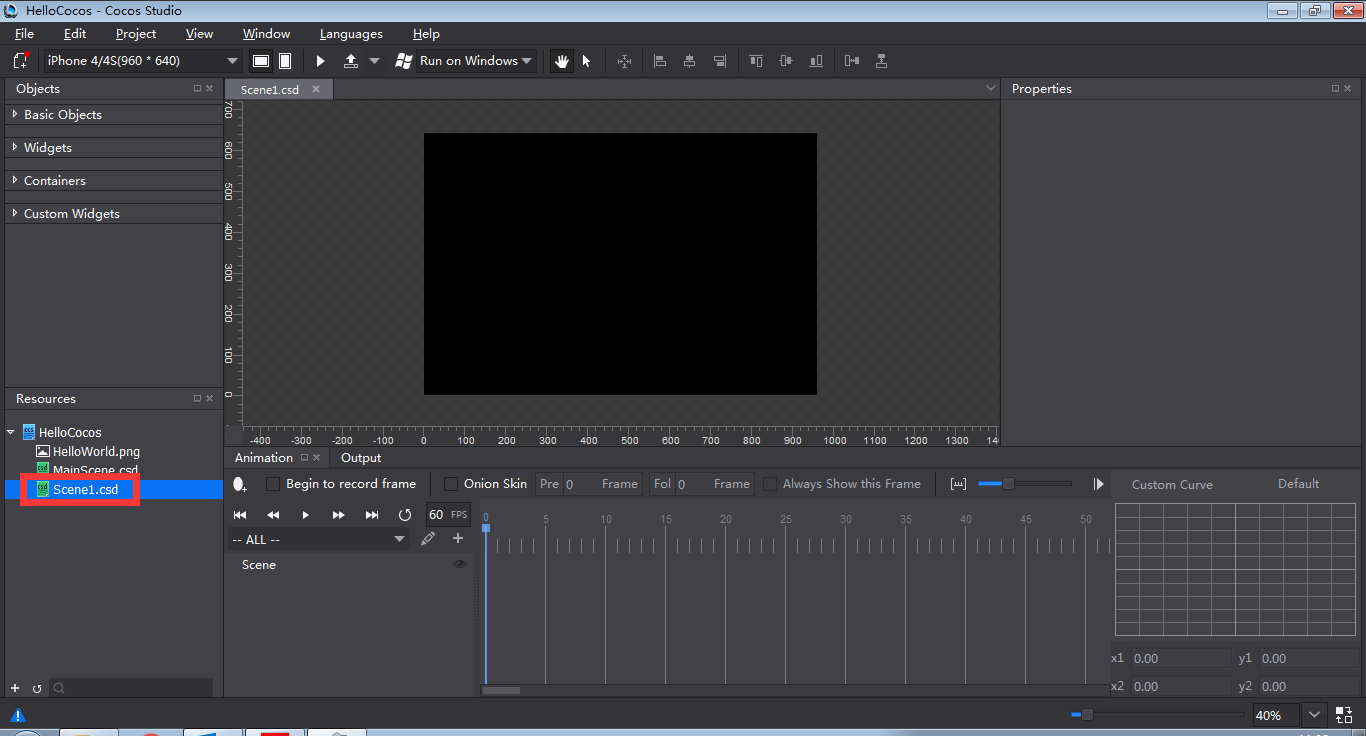 HelloCocos - Cocos Studio
File Edit Project View Window Languages Help
iPhone 4/4S(960 * 640) Run on Windows
Objects
Basic Objects
Widgets
Containers
Custom Widgets
Resources
HelloCocos
HelloWorld.png
MainScene.csd
Scene1.csd
Scene1.csd
700
600
500
400
300
200
100
0
-400 -300 -200 -100 0 100 200 300 400 500 600 700 800 900 1000 1100 1200 1300 140
Properties
Animation Output
Begin to record frame Onion Skin Pre 0 Frame Fol 0 Frame Always Show this Frame
60 FPS
-- ALL --
Scene
0 5 10 15 20 25 30 35 40 45 50
Custom Curve Default
x1 0.00 y1 0.00
x2 0.00 y2 0.00
40%